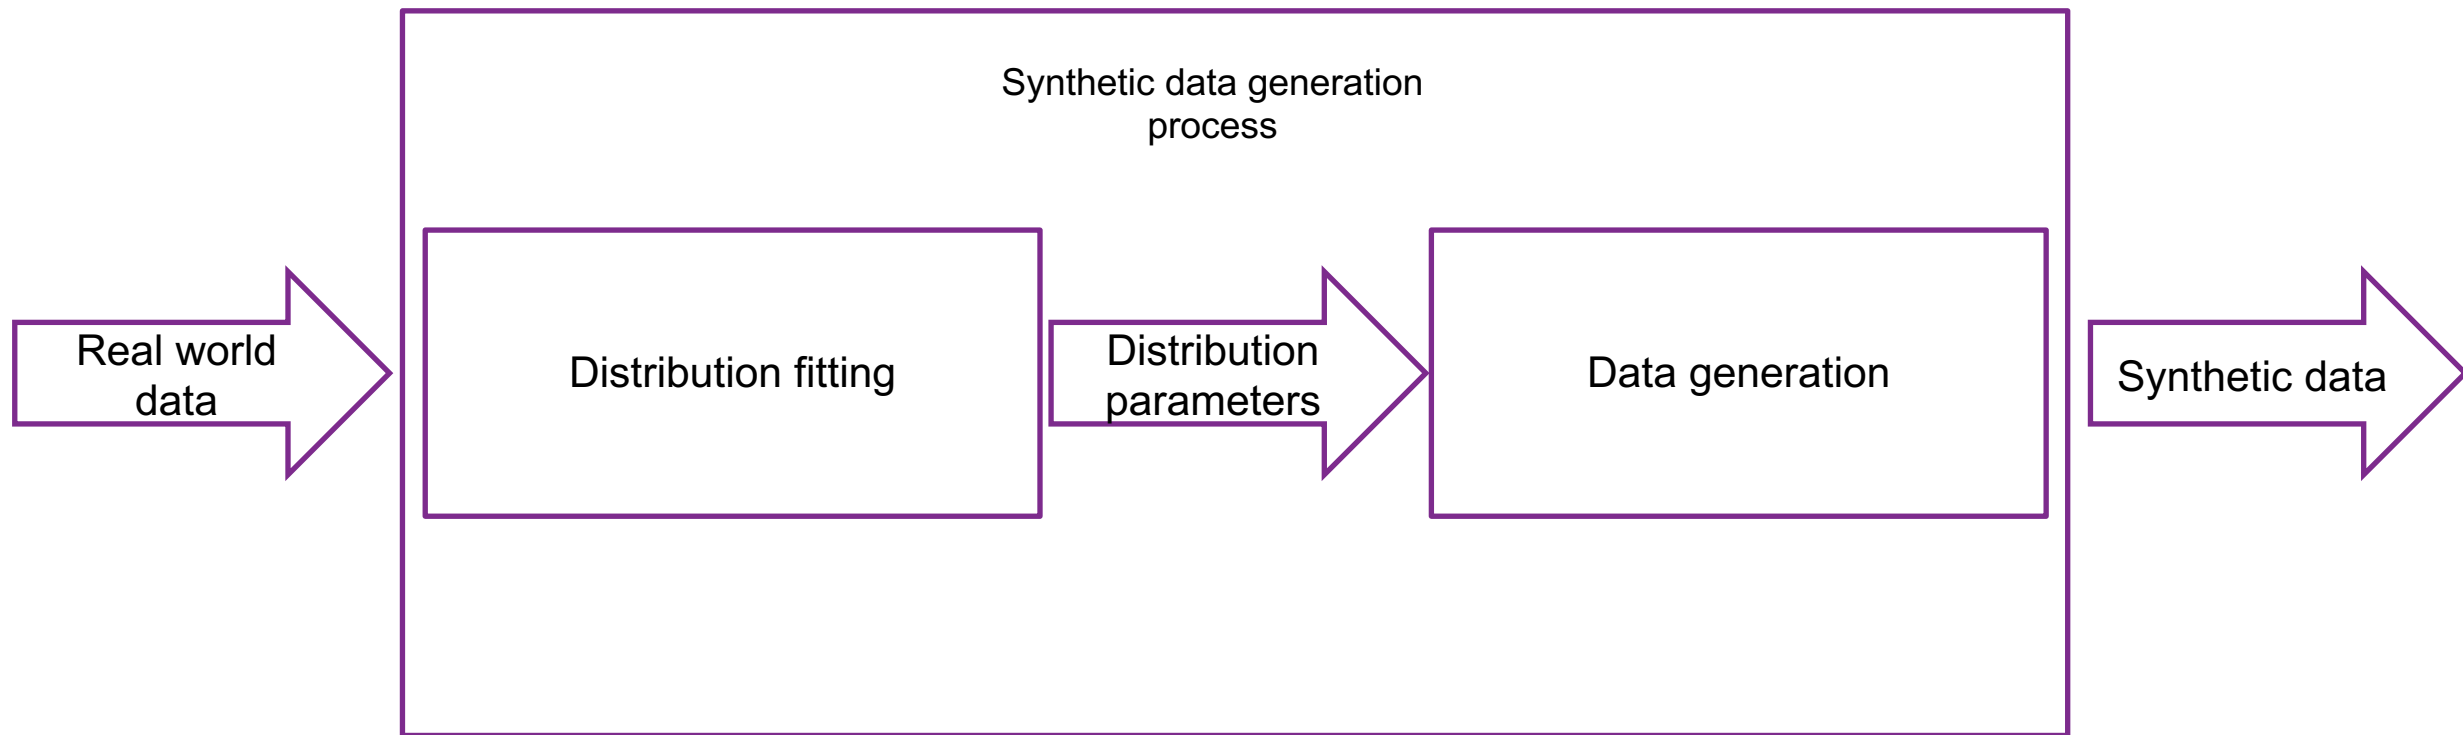 Synthetic data generation
process
Real world
data
Distribution fitting
Distribution
parameters
Data generation
Synthetic data